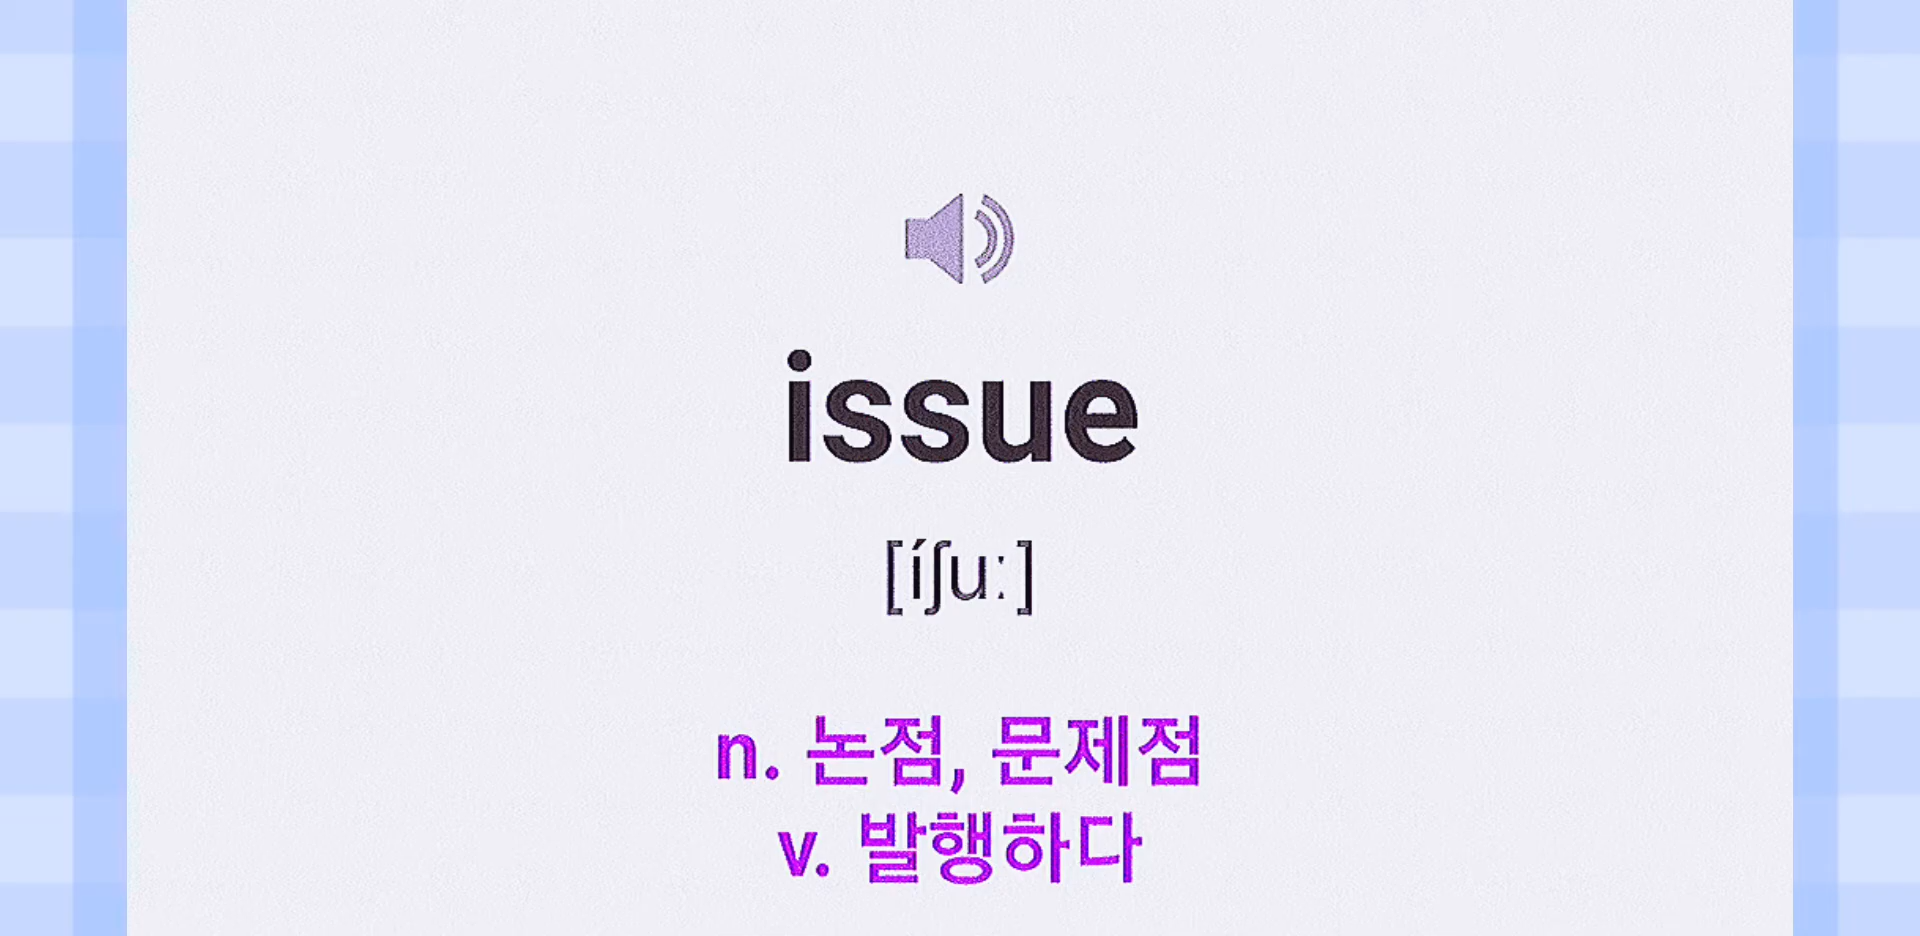 issue
[íʃuː]
n. 논점, 문제점
v. 발행하다